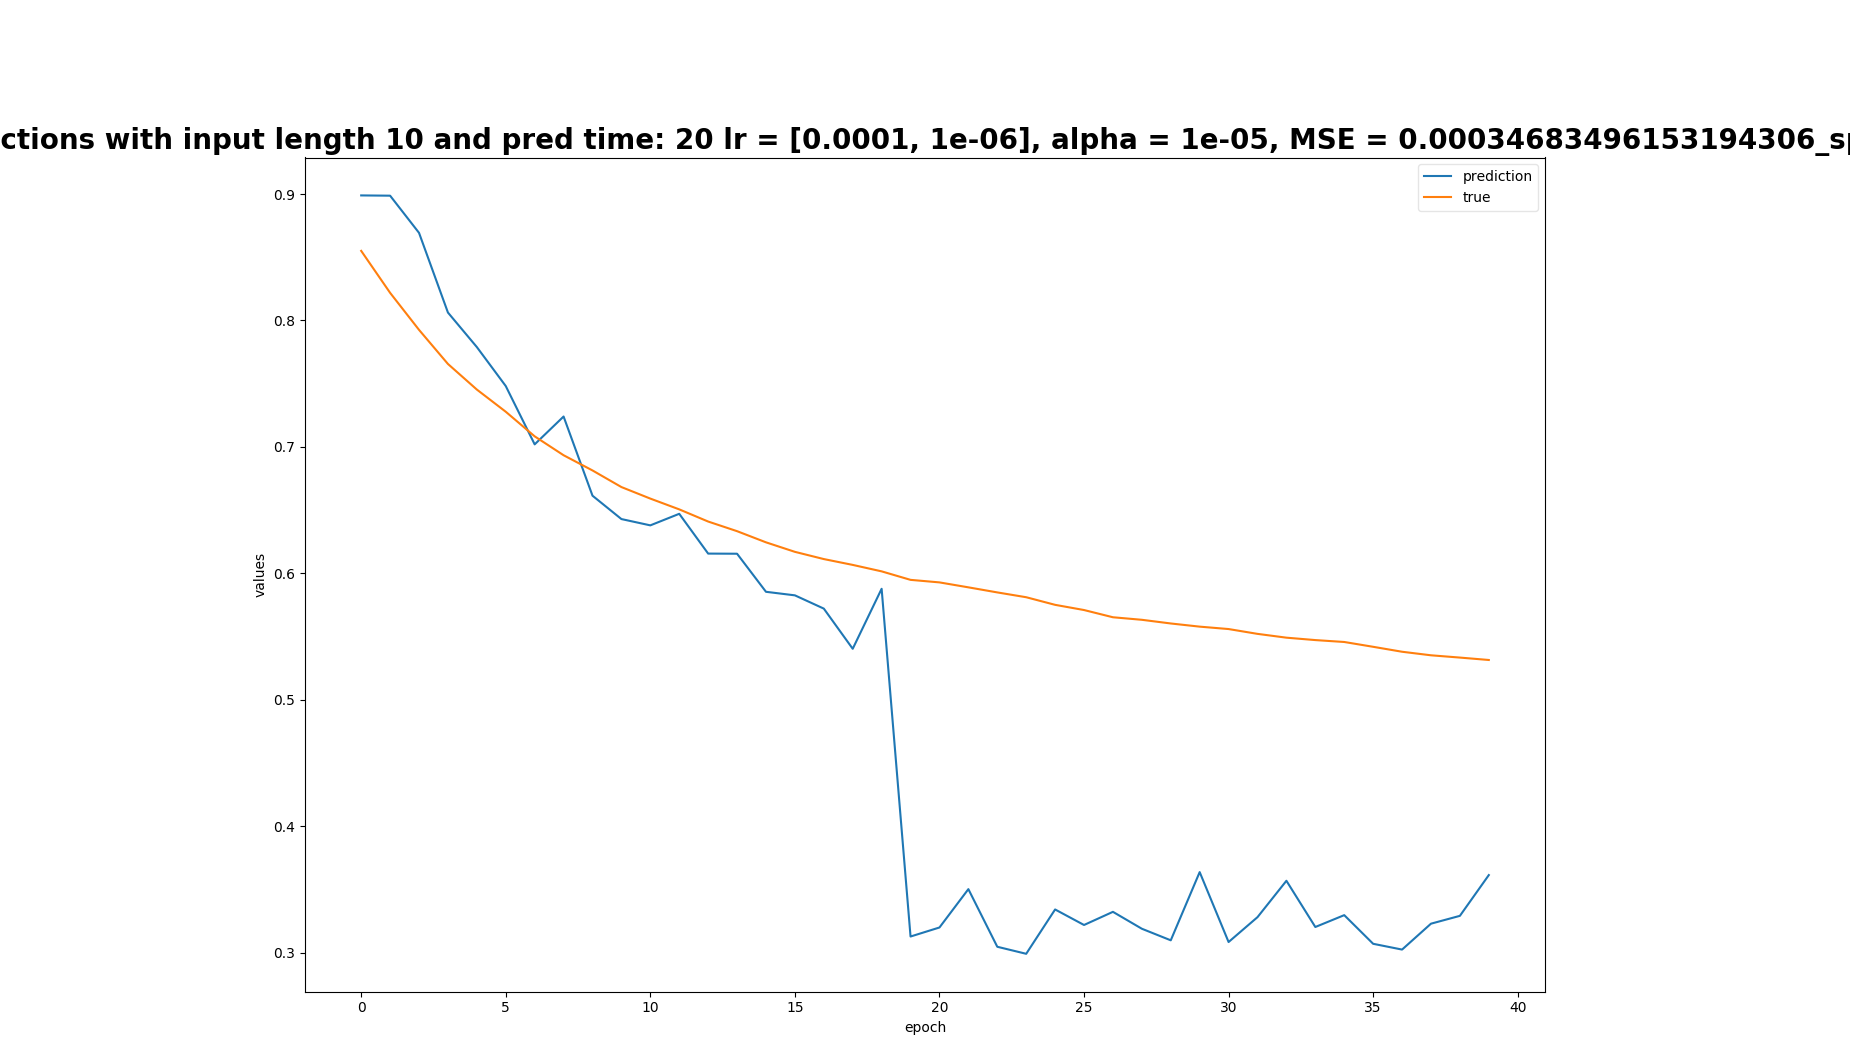 ctions with input length 10 and pred time: 20 lr = [0.0001, 1e-06], alpha = 1e-05, MSE = 0.00034683496153194306_sp
prediction
true
0.9
0.8
0.7
0.6
0.5
0.4
0.3
values
0 5 10 15 20 25 30 35 40
epoch